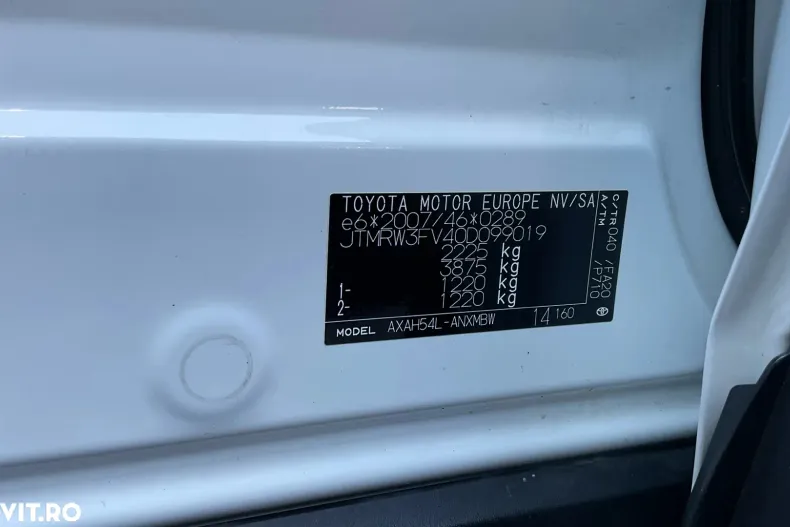 TOYOTA MOTOR EUROPE NV/SA
e6*2007/46*0289
JTMRW3FV40D099019
2225 kg
3875 kg
1- 1220 kg
2- 1220 kg
MODEL AXAH54L-ANXMBW 14 160
C/TR 040 /FA20
A/TM /P710
VIT.RO